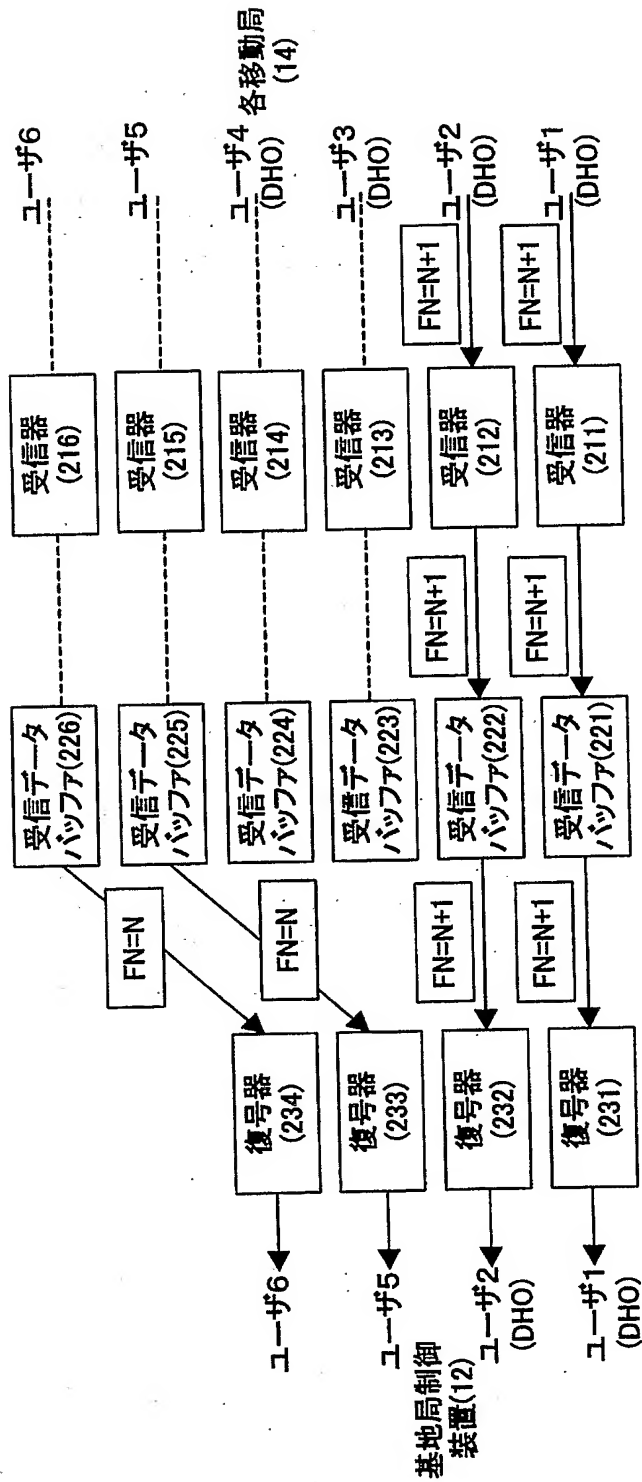 ユーザ6
ユーザ5
ユーザ4
(DHO)
各移動局
(14)
ユーザ3
(DHO)
ユーザ2
(DHO)
ユーザ1
(DHO)
FN=N+1
FN=N+1
受信器
(216)
受信器
(215)
受信器
(214)
受信器
(213)
受信器
(212)
受信器
(211)
FN=N+1
FN=N+1
受信データ
バッファ(226)
受信データ
バッファ(225)
受信データ
バッファ(224)
受信データ
バッファ(223)
受信データ
バッファ(222)
受信データ
バッファ(221)
FN=N
FN=N
FN=N+1
FN=N+1
復号器
(234)
復号器
(233)
復号器
(232)
復号器
(231)
ユーザ6
ユーザ5
ユーザ2
(DHO)
ユーザ1
(DHO)
基地局制御
装置(12)